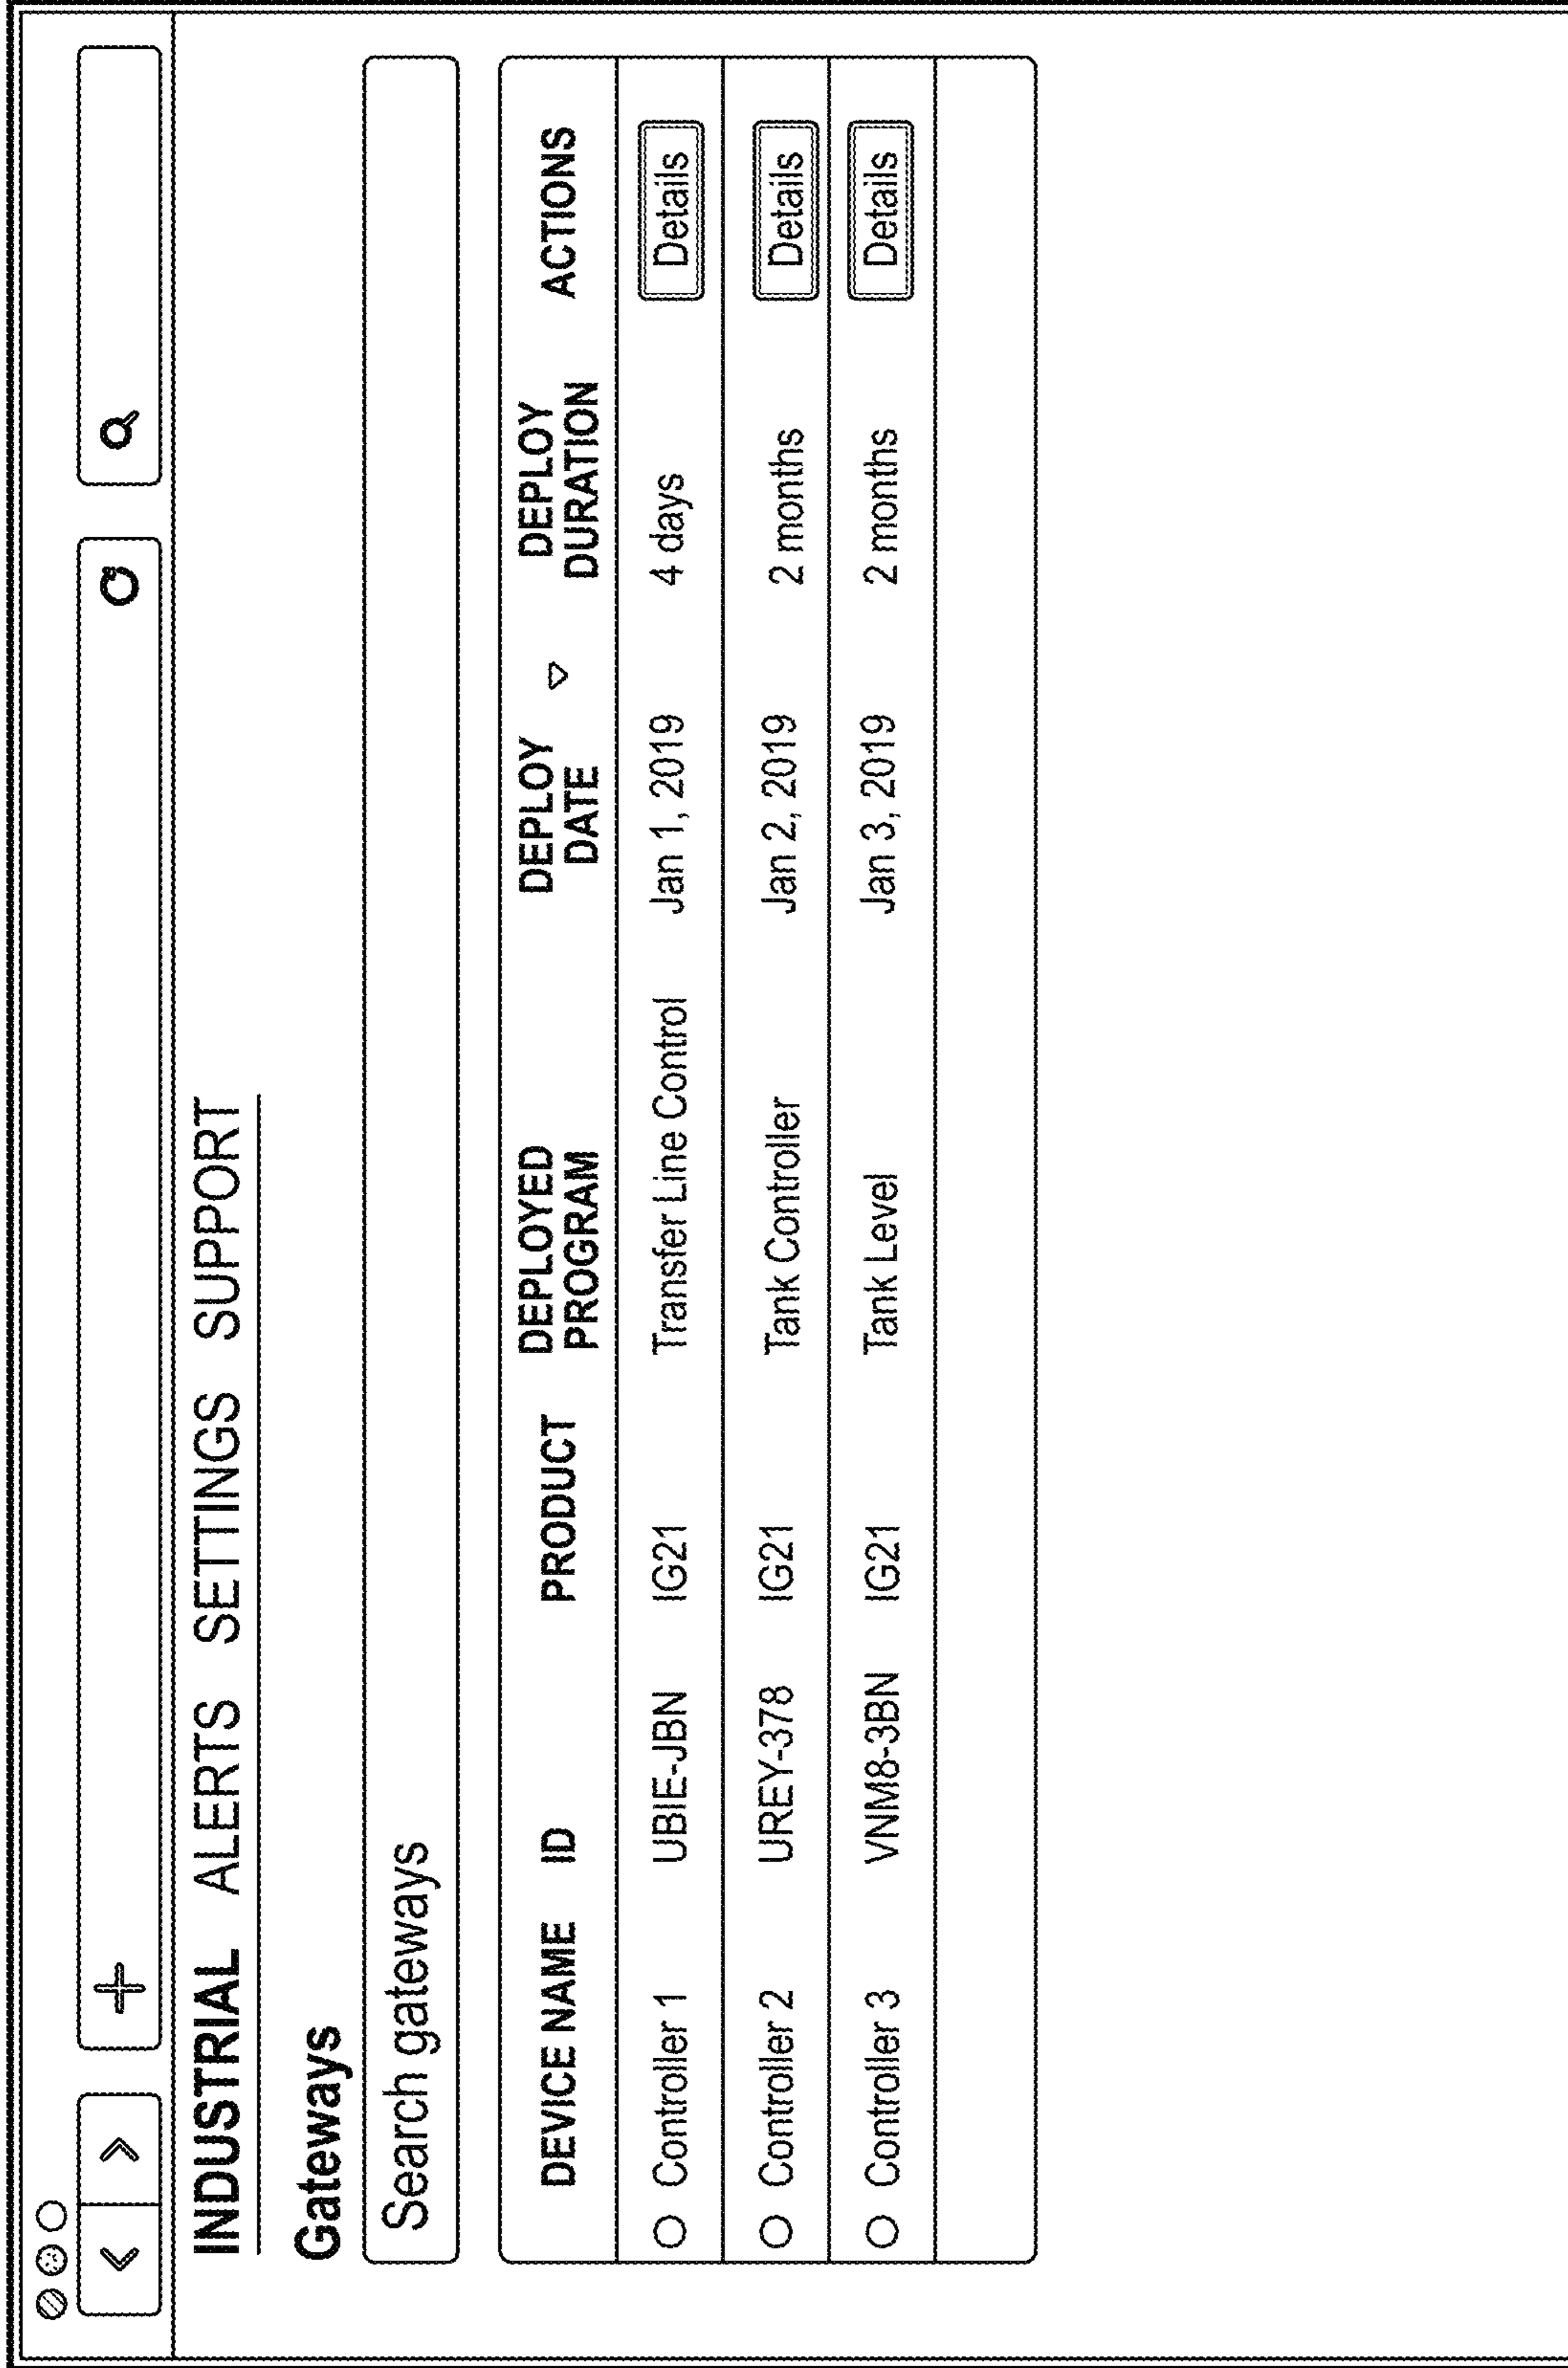 INDUSTRIAL ALERTS SETTINGS SUPPORT
Gateways
Search gateways
DEVICE NAME ID PRODUCT DEPLOYED PROGRAM DEPLOY DATE DEPLOY DURATION ACTIONS
Controller 1 UBIE-JBN IG21 Transfer Line Control Jan 1, 2019 4 days Details
Controller 2 UREY-378 IG21 Tank Controller Jan 2, 2019 2 months Details
Controller 3 VNM8-3BN IG21 Tank Level Jan 3, 2019 2 months Details